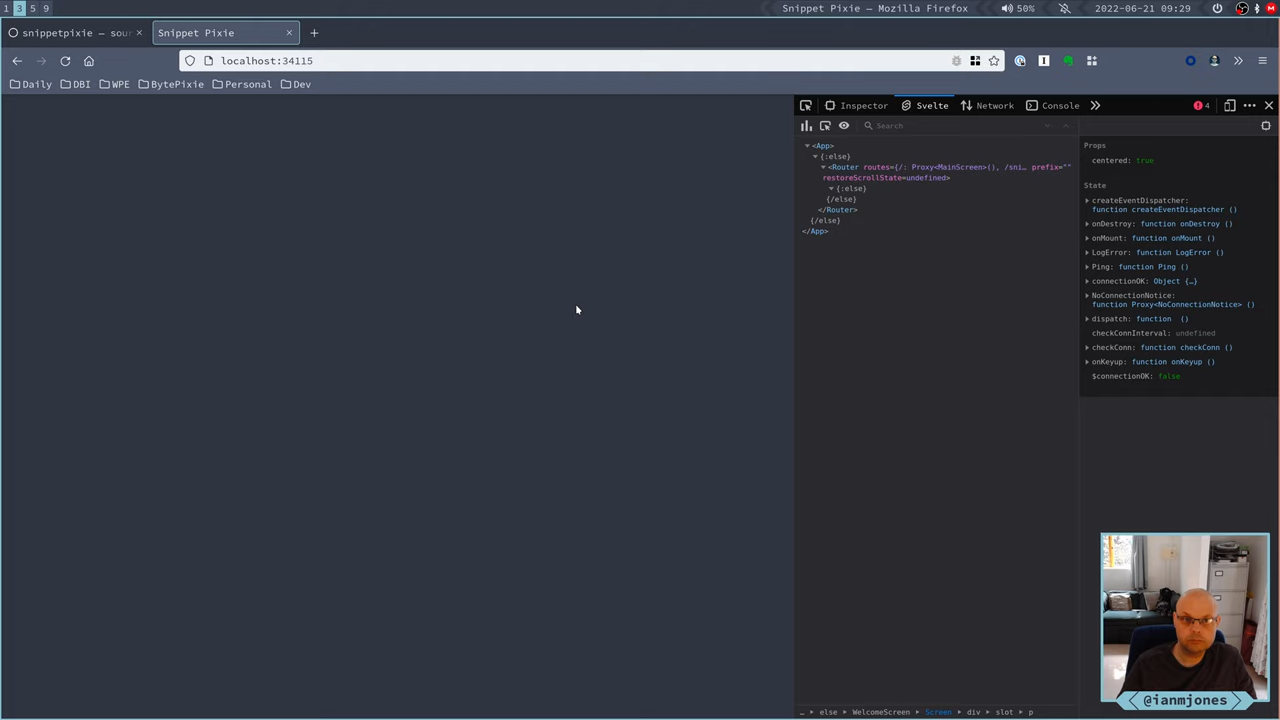 1 3 5 9 Snippet Pixie — Mozilla Firefox 50% 2022-06-21 09:29
snippetpixie — sour × Snippet Pixie × +
localhost:34115
Daily DBI WPE BytePixie Personal Dev
Inspector Svelte Network Console 4
Search
<App>
{:else}
<Router routes={/: Proxy<MainScreen>(), /sni… prefix=""
restoreScrollState=undefined>
{:else}
{/else}
</Router>
{/else}
</App>
Props
centered: true
State
createEventDispatcher:
function createEventDispatcher ()
onDestroy: function onDestroy ()
onMount: function onMount ()
LogError: function LogError ()
Ping: function Ping ()
connectionOK: Object {…}
NoConnectionNotice:
function Proxy<NoConnectionNotice> ()
dispatch: function ()
checkConnInterval: undefined
checkConn: function checkConn ()
onKeyup: function onKeyup ()
$connectionOK: false
@ianmjones
… else WelcomeScreen Screen div slot p